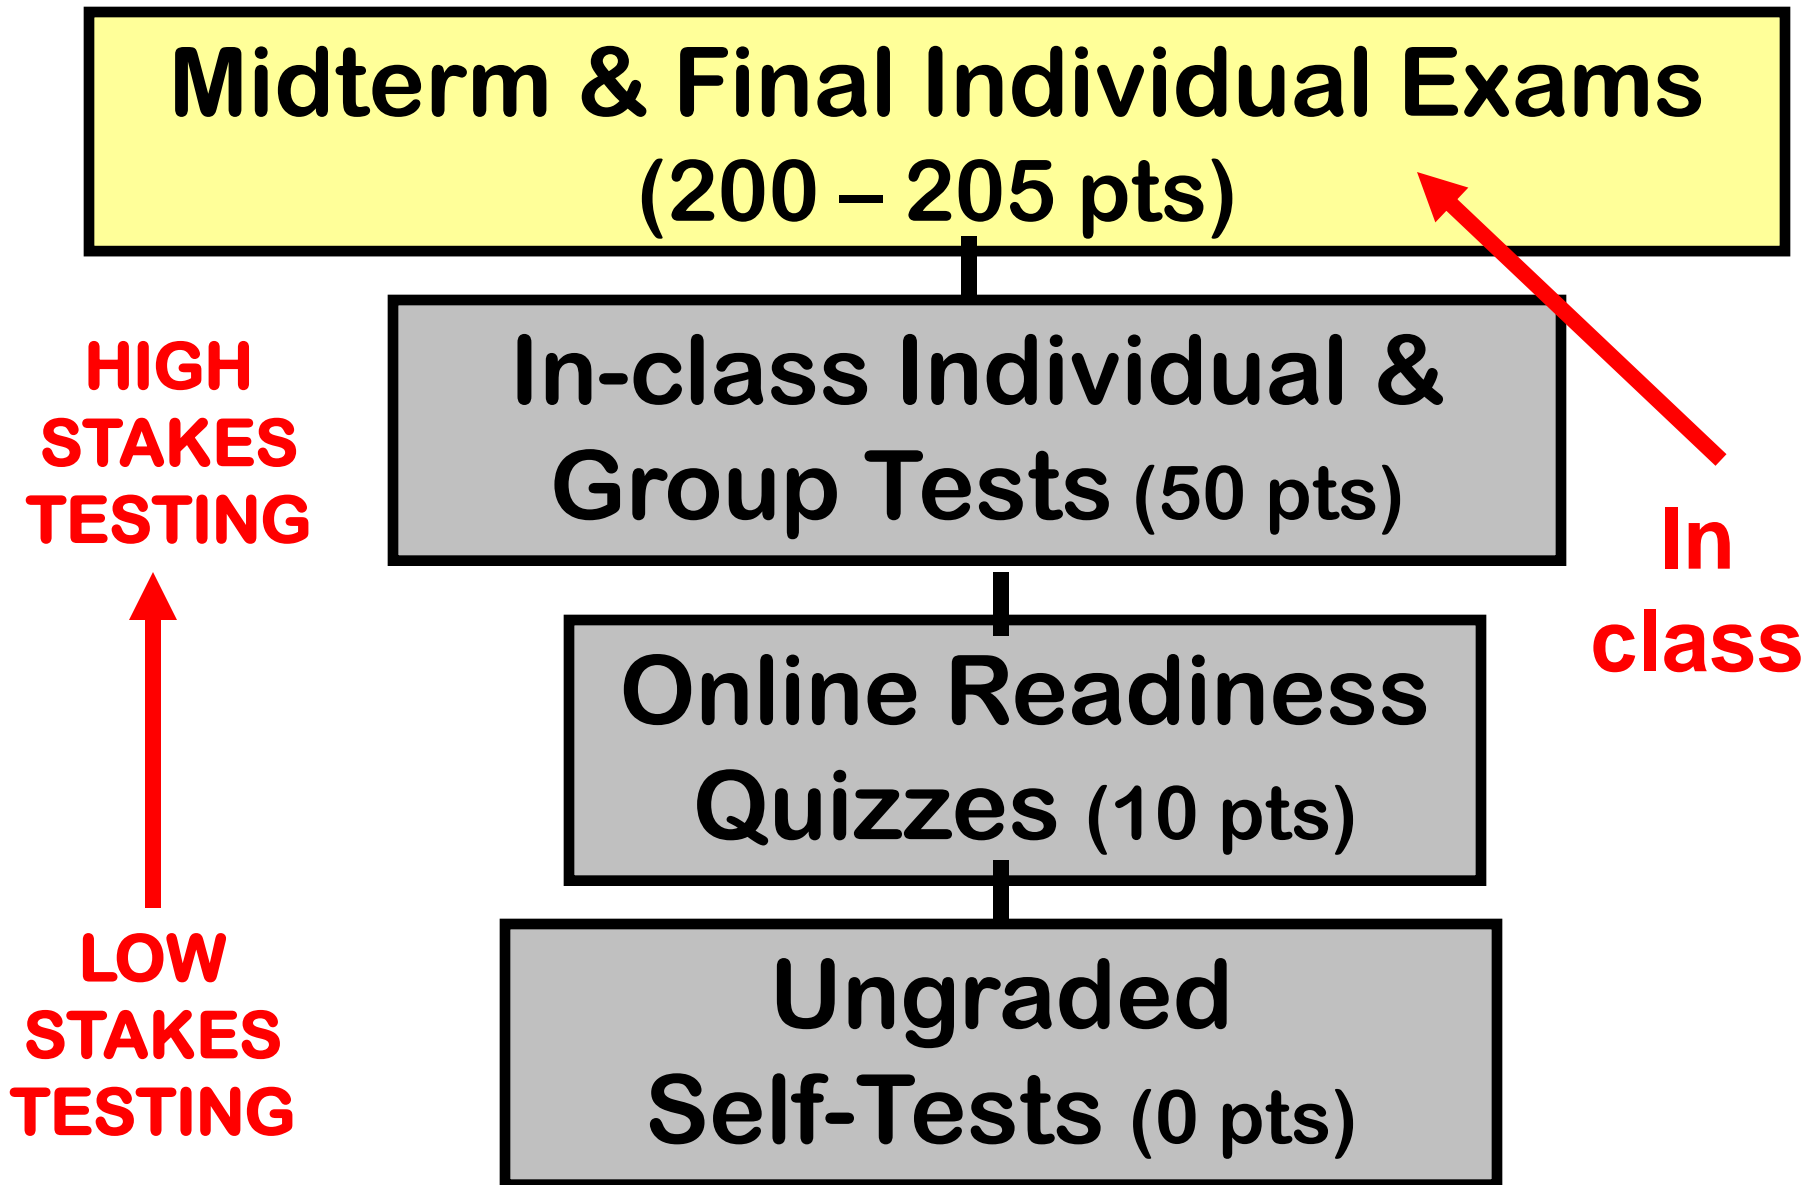 Midterm & Final Individual Exams
(200 – 205 pts)
In-class Individual &
Group Tests (50 pts)
HIGH
STAKES
TESTING
In
class
Online Readiness
Quizzes (10 pts)
LOW
STAKES
TESTING
Ungraded
Self-Tests (0 pts)